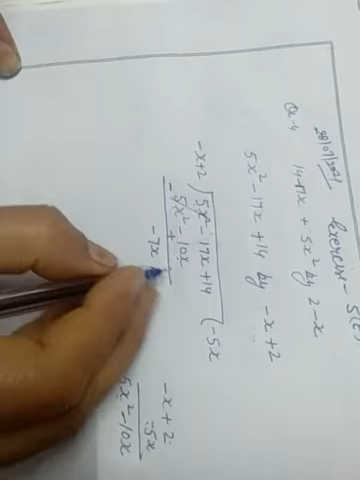 28/07/2021 Exercise - 5(C)
Q. 4 14-17x + 5x² by 2-x
5x² - 17x + 14 by -x + 2
-x+2 ) 5x² - 17x + 14 ( -5x
5x² - 10x
- +
-7x
-x + 2
-5x
5x² - 10x